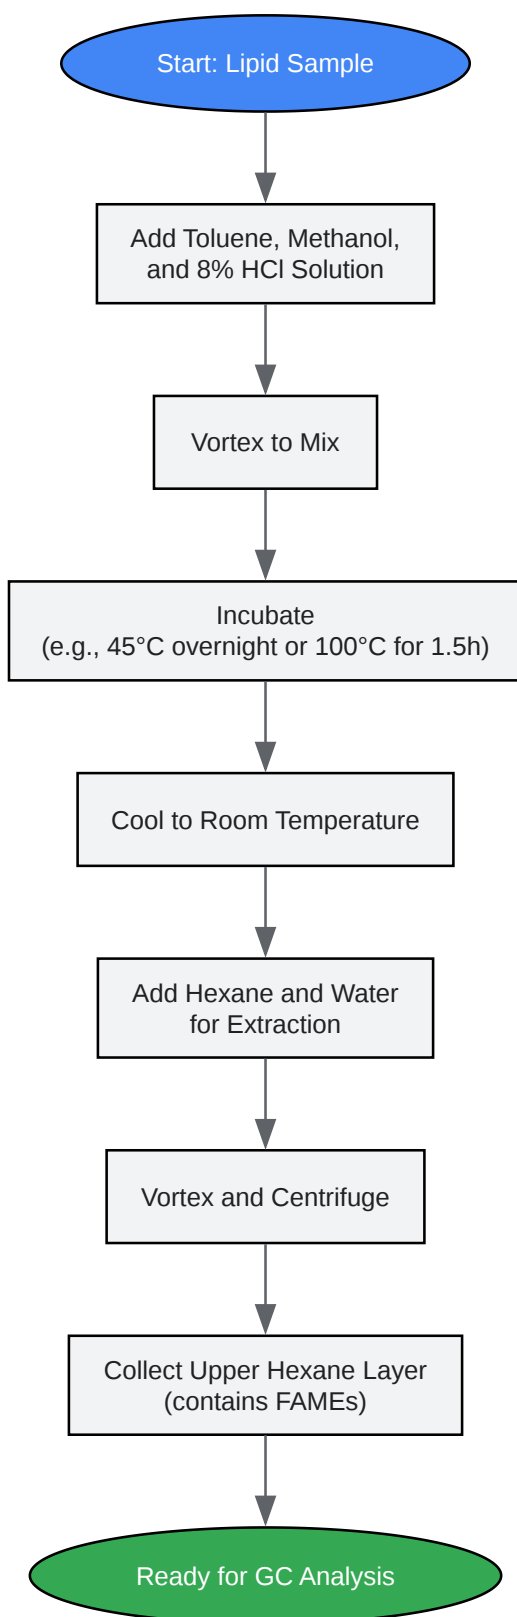 Start: Lipid Sample
Add Toluene, Methanol,
and 8% HCl Solution
Vortex to Mix
Incubate
(e.g., 45°C overnight or 100°C for 1.5h)
Cool to Room Temperature
Add Hexane and Water
for Extraction
Vortex and Centrifuge
Collect Upper Hexane Layer
(contains FAMEs)
Ready for GC Analysis